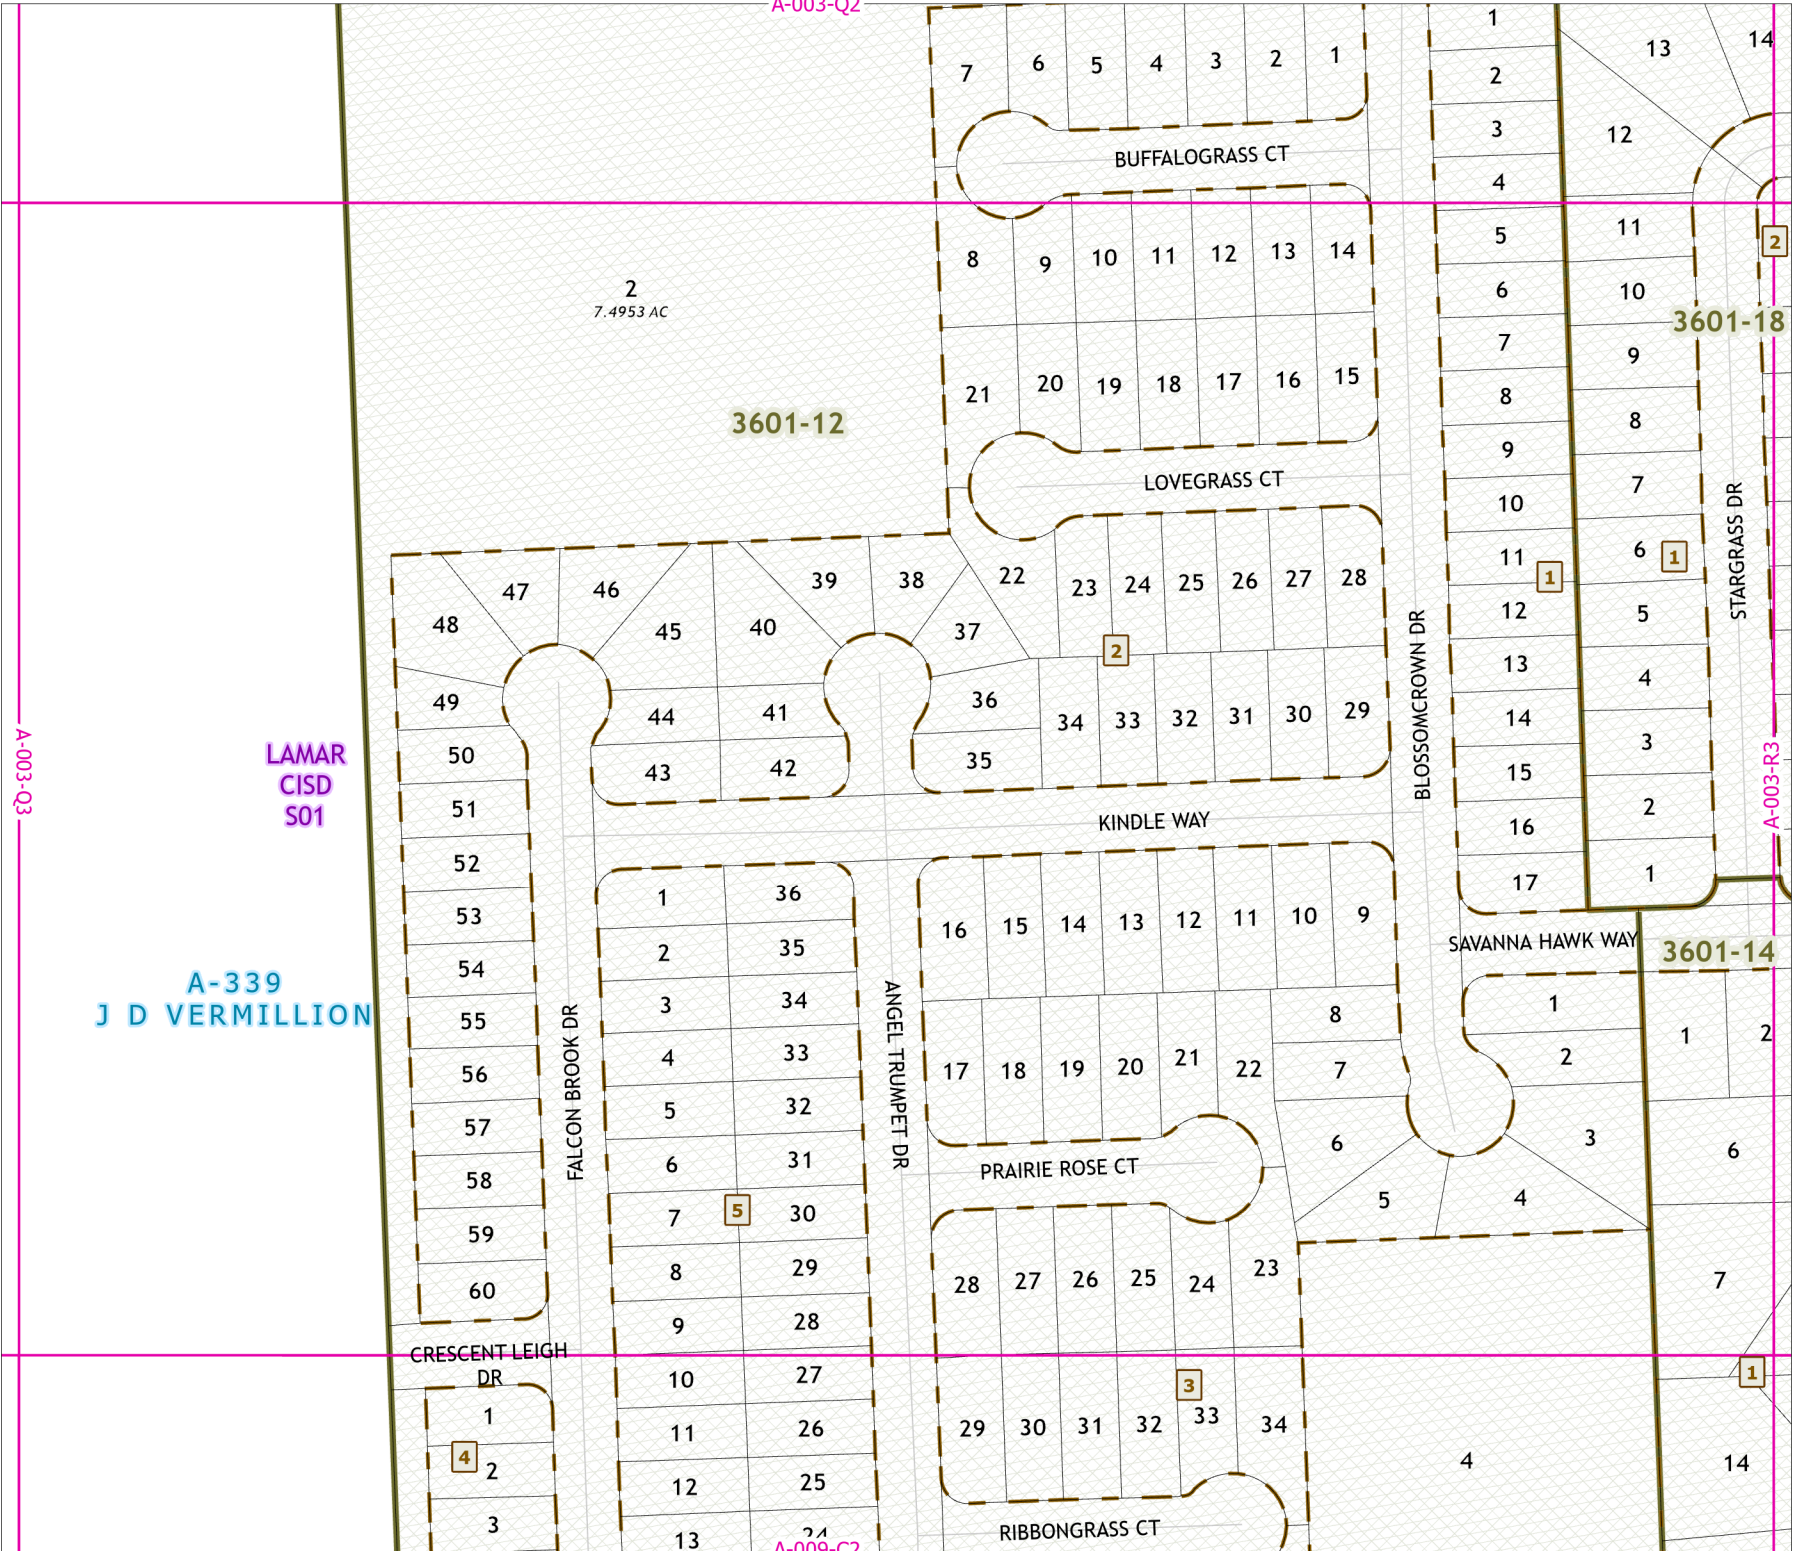 A-003-Q2
7 6 5 4 3 2 1
BUFFALOGRASS CT
8 9 10 11 12 13 14
21 20 19 18 17 16 15
LOVEGRASS CT
2
7.4953 AC
3601-12
48 47 46 45 40 39 38 37 22 23 24 25 26 27 28
2
49 44 41 36 34 33 32 31 30 29
43 42 35
KINDLE WAY
50
51
52
53
54
55
56
57
58
59
60
LAMAR
CISD
S01
A-003-Q3
A-339
J D VERMILLION
FALCON BROOK DR
CRESCENT LEIGH
DR
1
4
2
3
1 36
2 35
3 34
4 33
5 32
6 31
7 5 30
8 29
9 28
10 27
11 26
12 25
13 24
A-009-C2
ANGEL TRUMPET DR
16 15 14 13 12 11 10 9
17 18 19 20 21 22 8
7
6
5
4
3
2
1
PRAIRIE ROSE CT
28 27 26 25 24 23
3
29 30 31 32 33 34
RIBBONGRASS CT
4
BLOSSOMCROWN DR
1
2
3
4
5
6
7
8
9
10
11
1
12
13
14
15
16
17
SAVANNA HAWK WAY
13 14
12
11
2
10
3601-18
9
8
7
6 1
5
4
3
2
1
STARGRASS DR
A-003-R3
3601-14
1 2
6
7
1
14